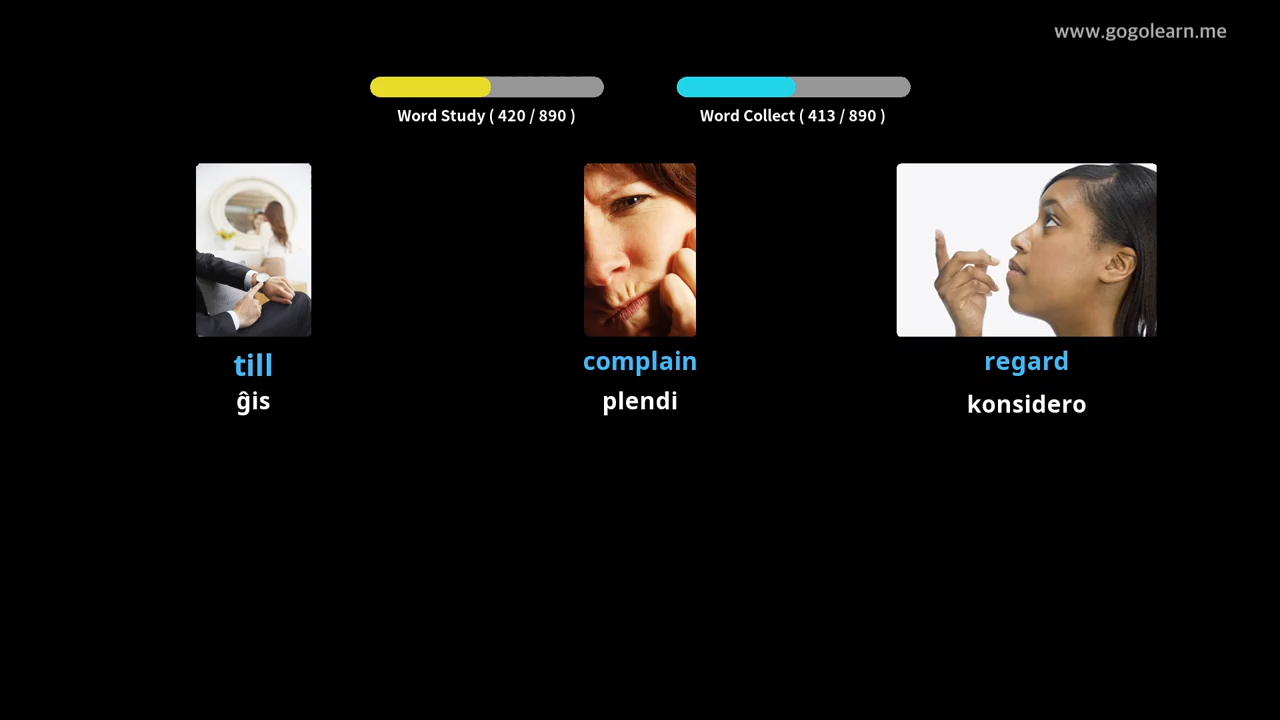 www.gogolearn.me
Word Study ( 420 / 890 )
Word Collect ( 413 / 890 )
till
complain
regard
ĝis
plendi
konsidero